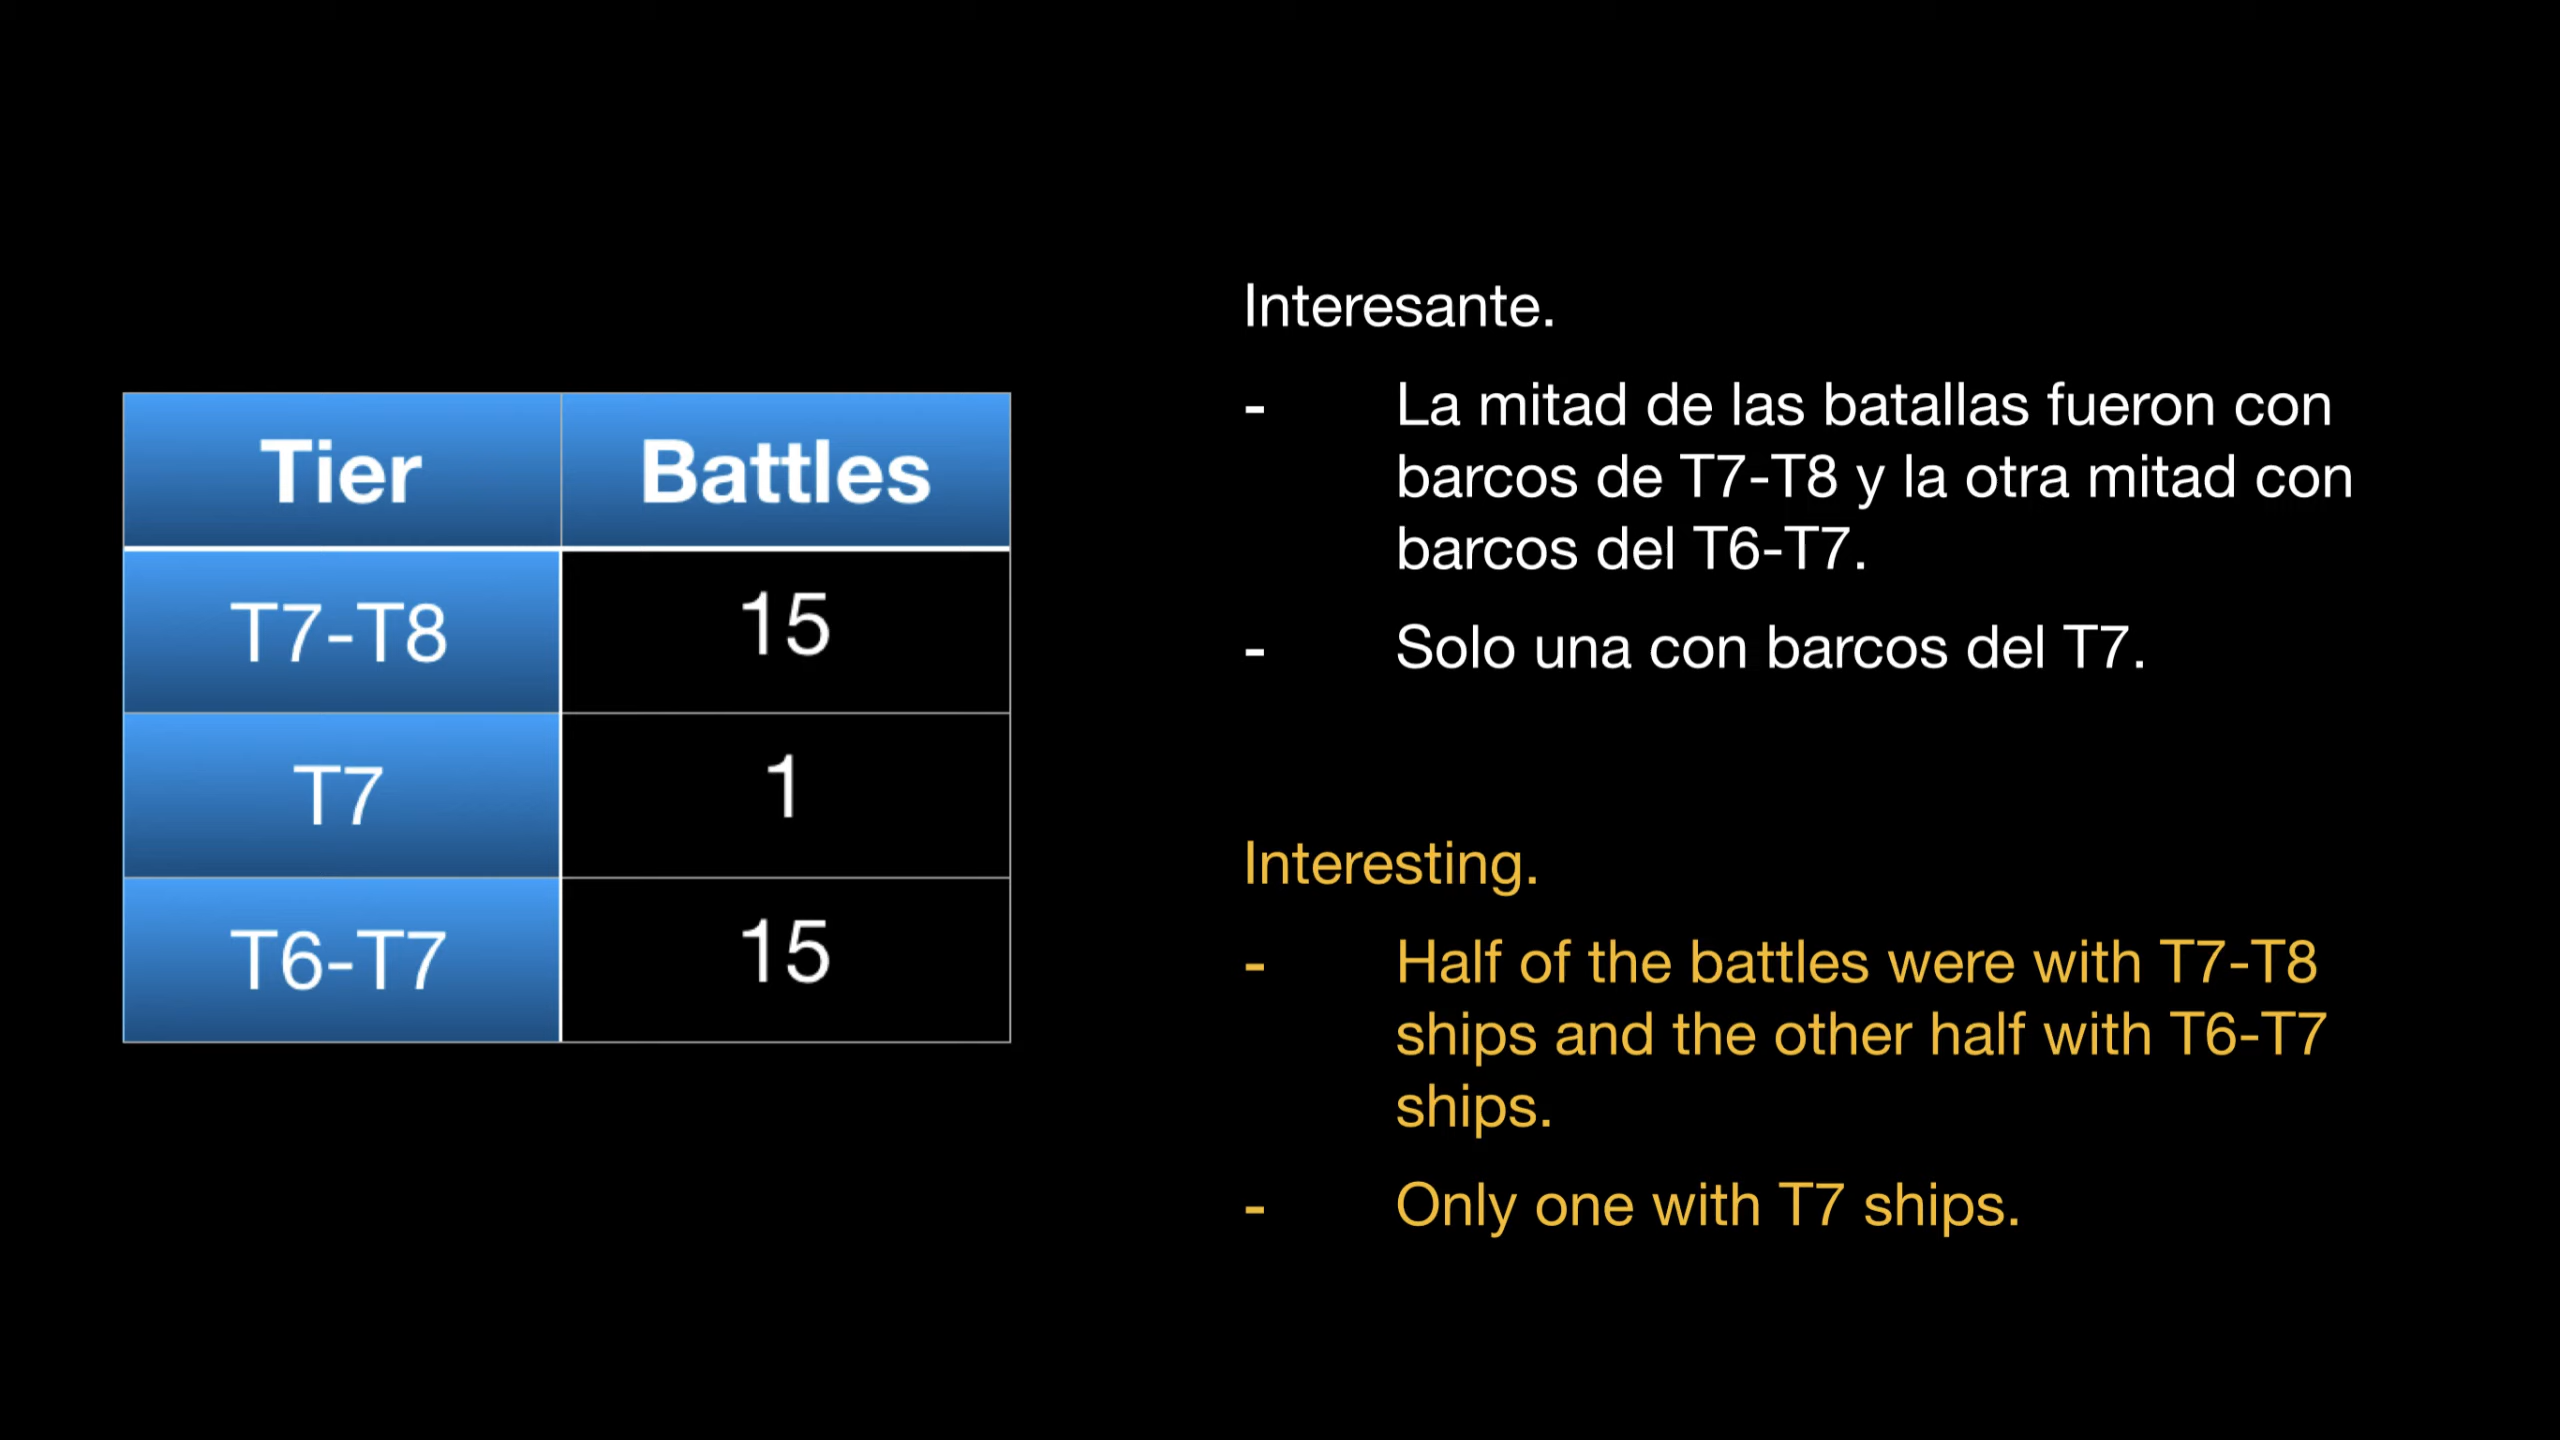 Tier Battles
T7-T8 15
T7 1
T6-T7 15
Interesante.
- La mitad de las batallas fueron con
barcos de T7-T8 y la otra mitad con
barcos del T6-T7.
- Solo una con barcos del T7.
Interesting.
- Half of the battles were with T7-T8
ships and the other half with T6-T7
ships.
- Only one with T7 ships.